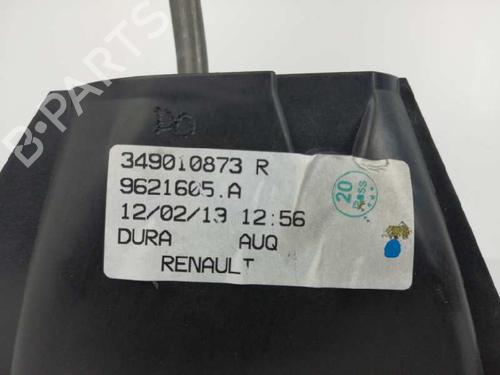 B-PARTS
349010873 R
9621605.A
12/02/13 12:56
DURA AUQ
RENAULT
20